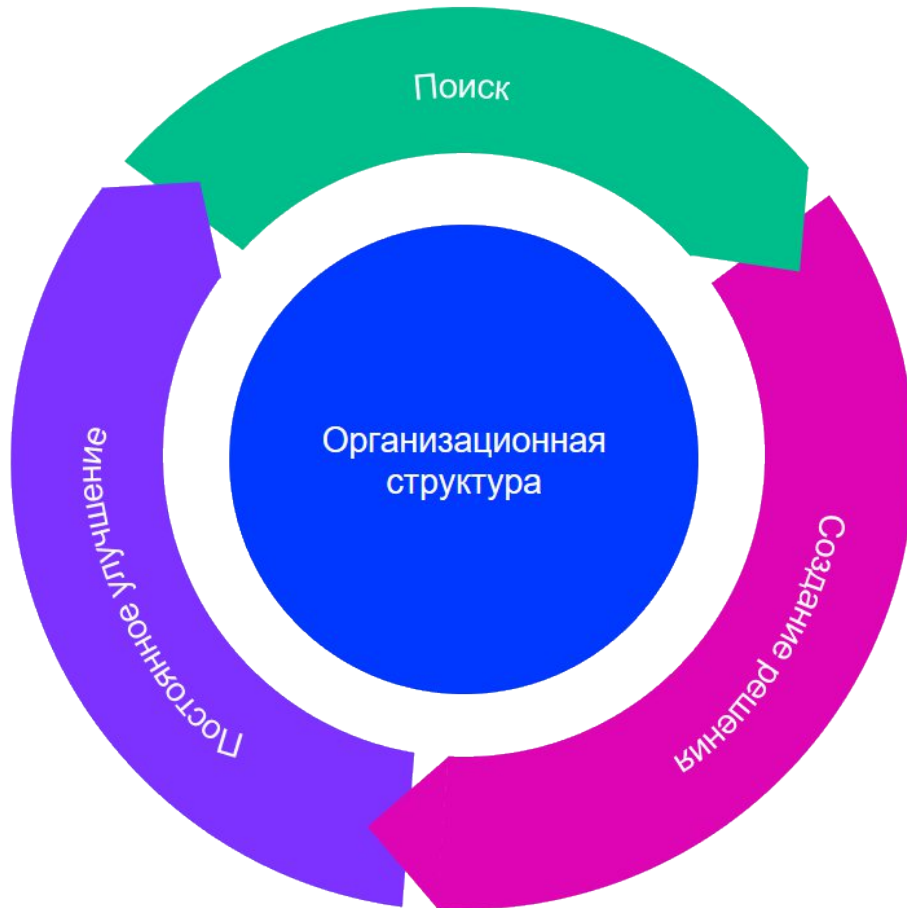 Поиск
Организационная
структура
Создание решения
Постоянное улучшение